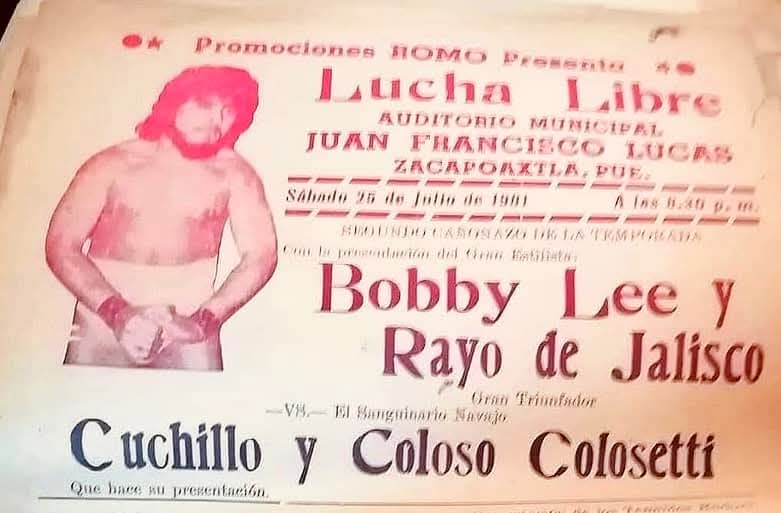 Promociones ROMO Presenta
Lucha Libre
AUDITORIO MUNICIPAL
JUAN FRANCISCO LUCAS
ZACAPOAXTLA, PUE.
Sábado 25 de Julio de 1981 A las 8.30 p. m.
SEGUNDO CAÑONAZO DE LA TEMPORADA
Con la presentación del Gran Estilista:
Bobby Lee y
Rayo de Jalisco
Gran Triunfador
—VS.— El Sanguinario Navajo
Cuchillo y Coloso Colosetti
Que hace su presentación.
de los